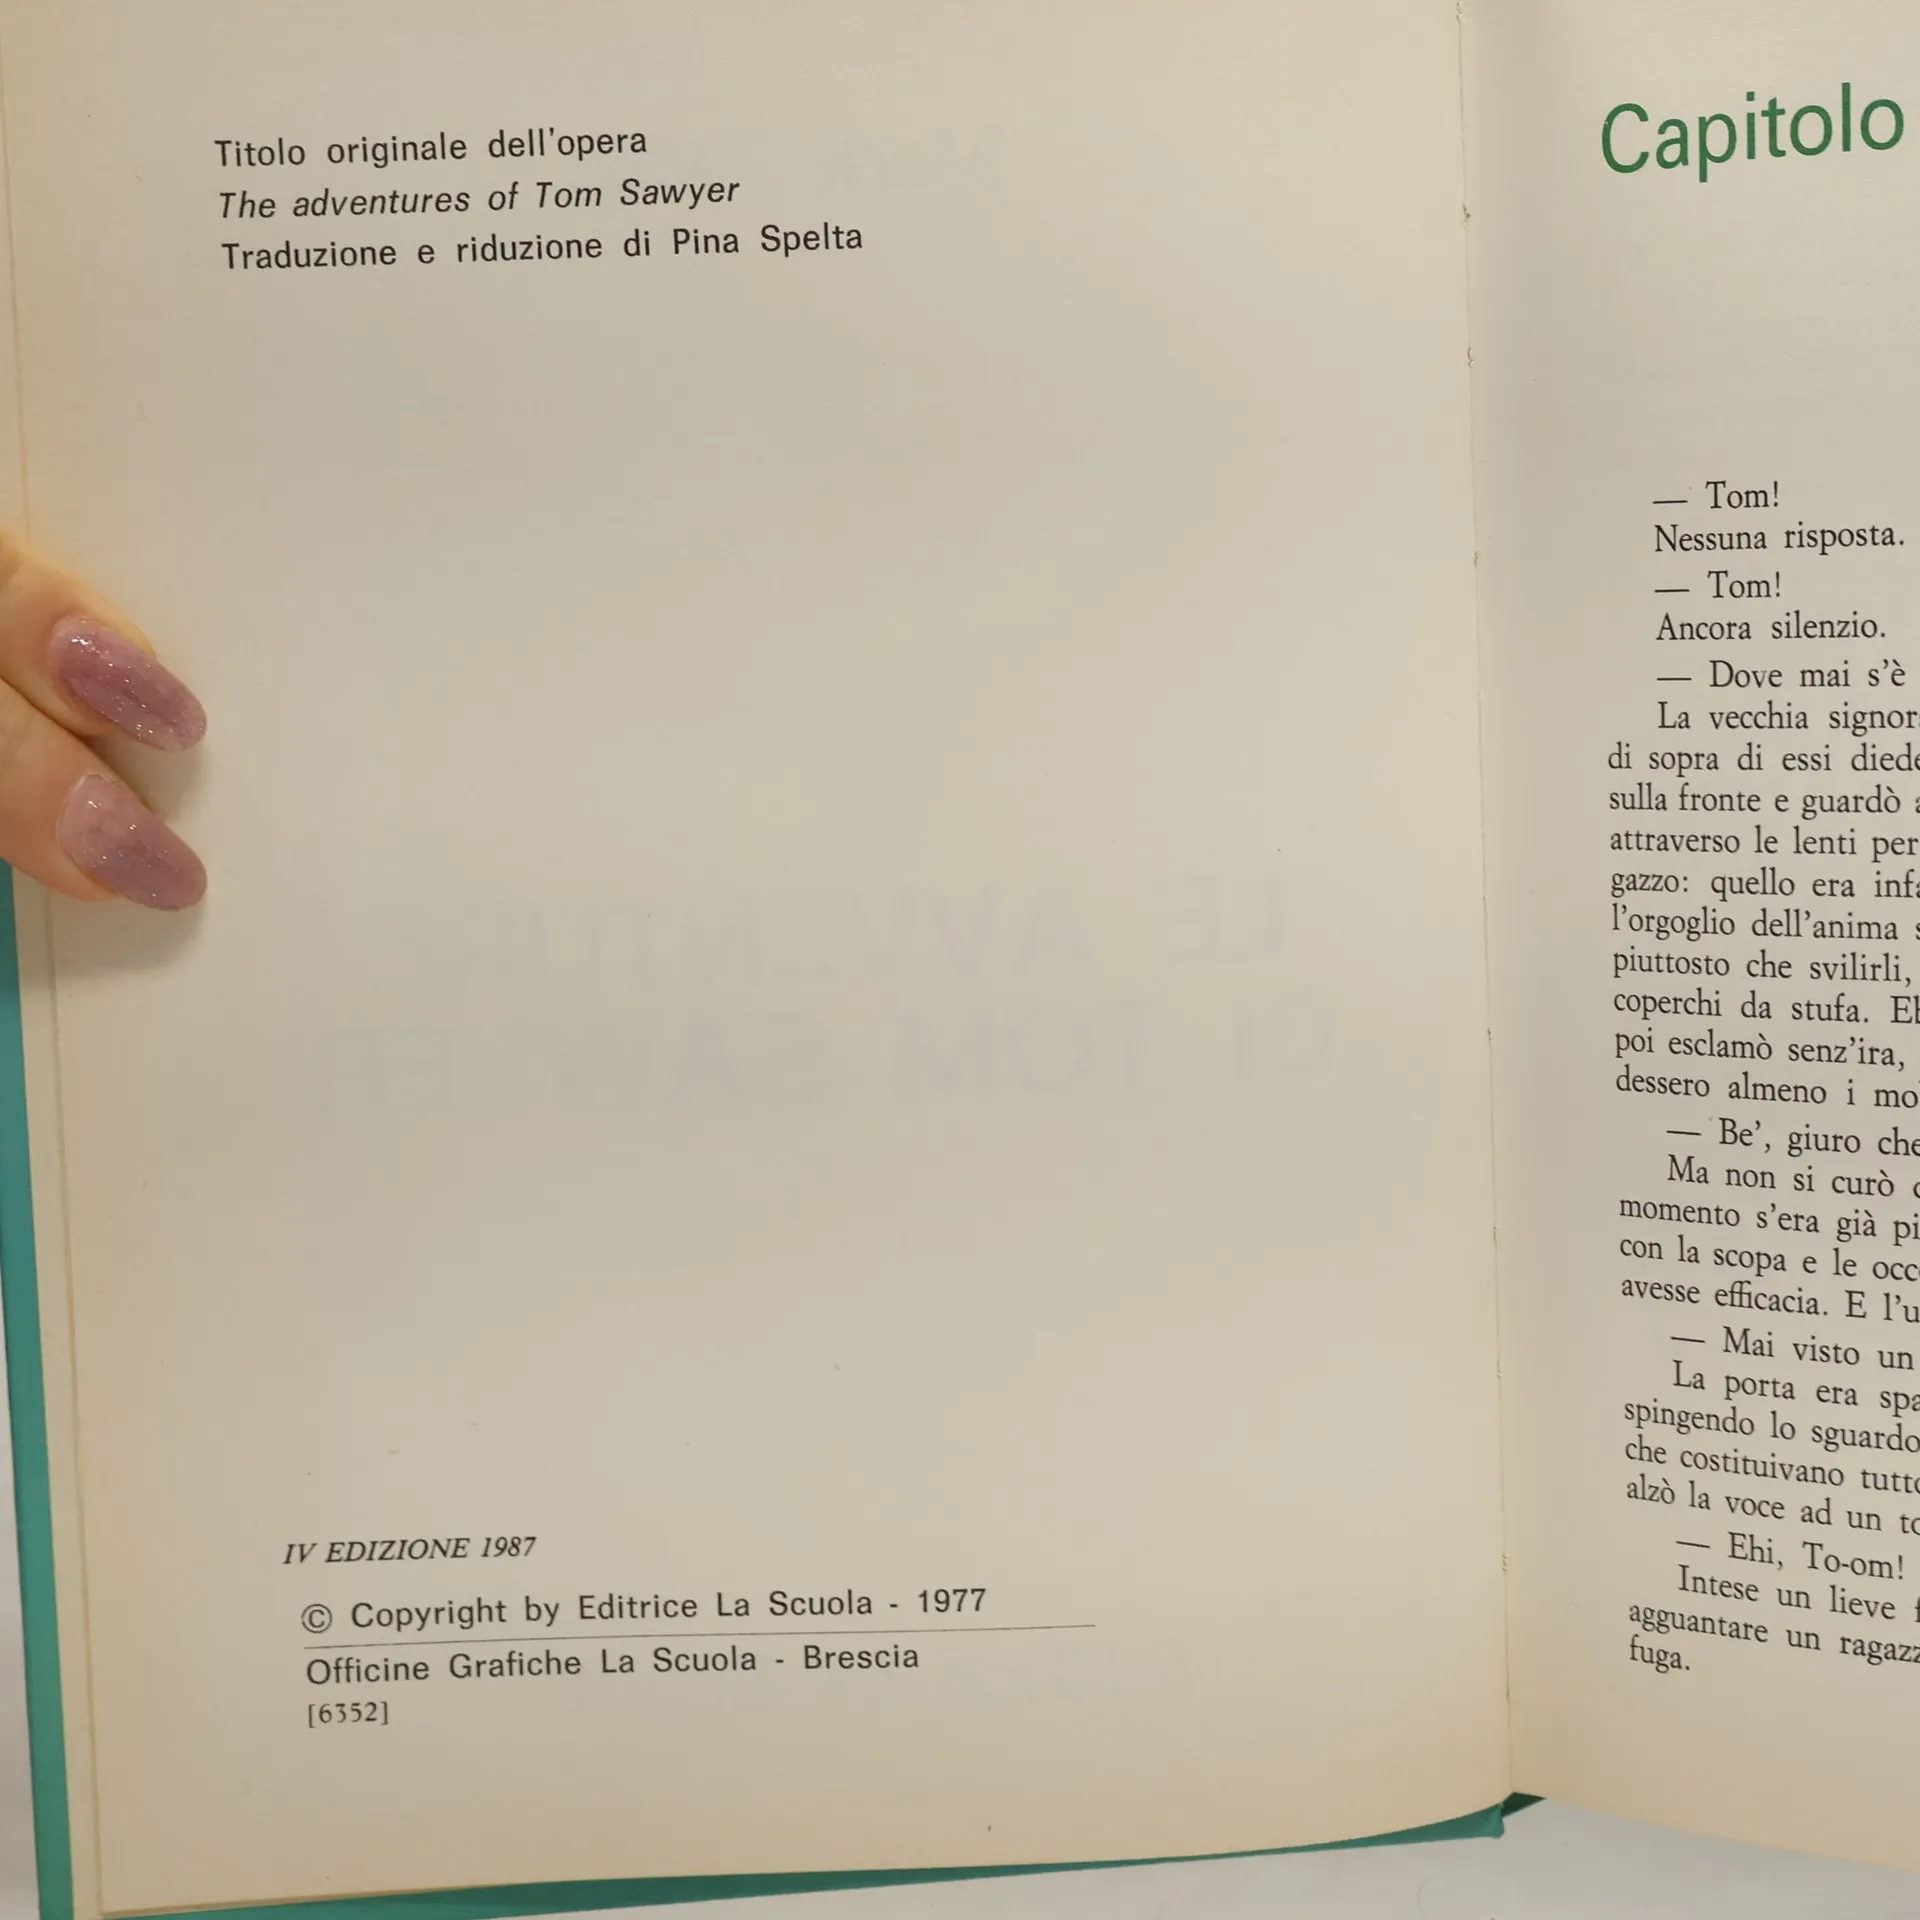 Titolo originale dell'opera
The adventures of Tom Sawyer
Traduzione e riduzione di Pina Spelta
IV EDIZIONE 1987
© Copyright by Editrice La Scuola - 1977
Officine Grafiche La Scuola - Brescia
[6352]
Capitolo
— Tom!
Nessuna risposta.
— Tom!
Ancora silenzio.
— Dove mai s'è
La vecchia
di sopra di essi
sulla fronte e guardò
attraverso le lenti per
gazzo: quello era
l'orgoglio dell'anima
piuttosto che svilirli,
coperchi da stufa.
poi esclamò senz'ira,
dessero almeno i
— Be', giuro che
Ma non si curò
momento s'era già
con la scopa e le
avesse efficacia. E
— Mai visto un
La porta era
spingendo lo sguardo
che costituivano
alzò la voce ad un
— Ehi, To-om!
Intese un lieve
agguantare un
fuga.